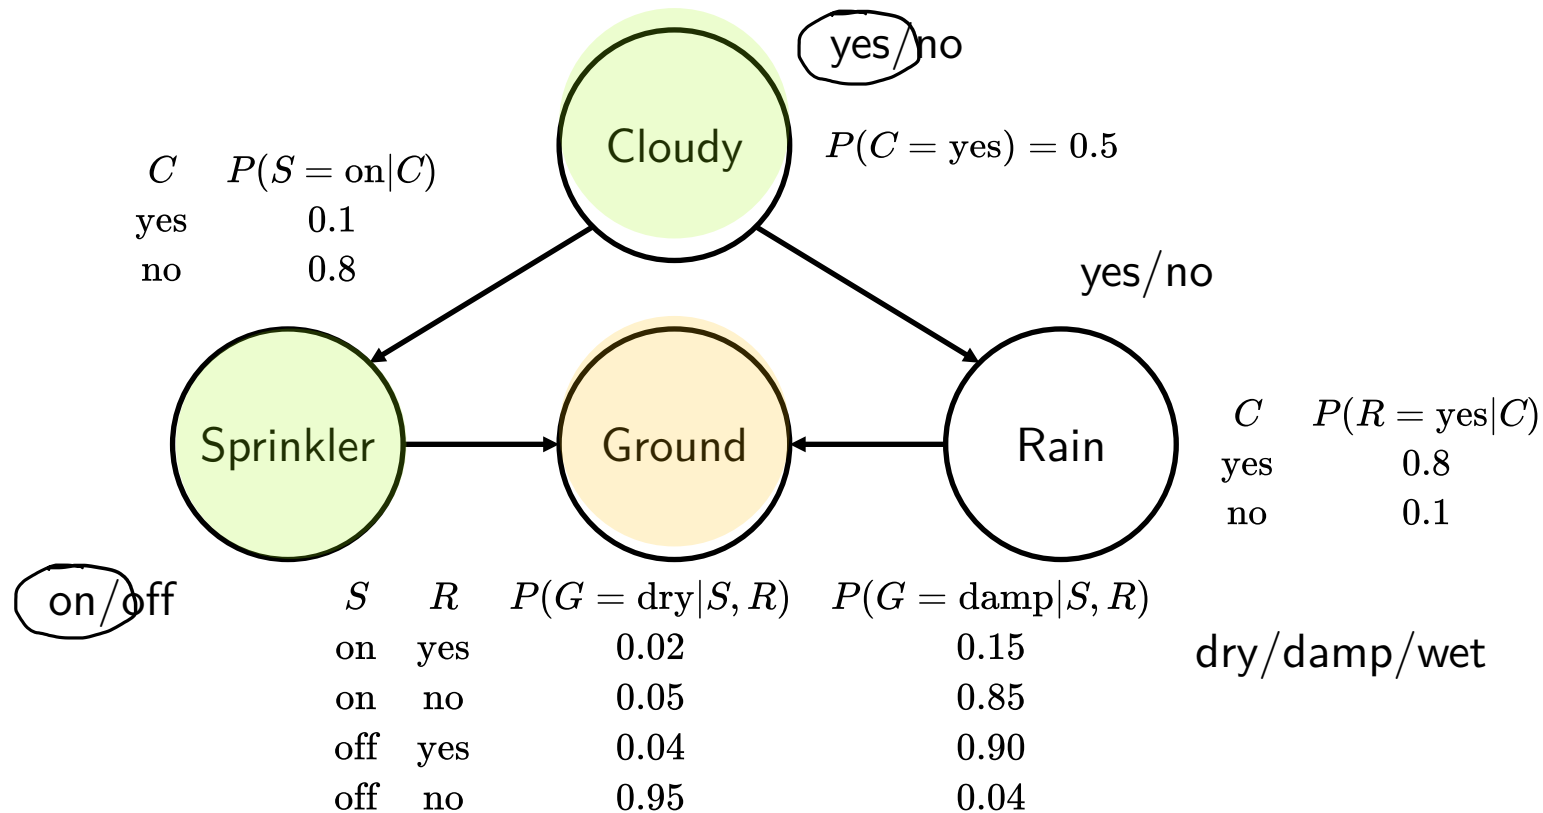 yes/no
Cloudy
P(C = yes) = 0.5
C P(S = on|C)
yes 0.1
no 0.8
yes/no
Sprinkler
Ground
Rain
C P(R = yes|C)
yes 0.8
no 0.1
on/off
S R P(G = dry|S, R) P(G = damp|S, R)
on yes 0.02 0.15
on no 0.05 0.85
off yes 0.04 0.90
off no 0.95 0.04
dry/damp/wet